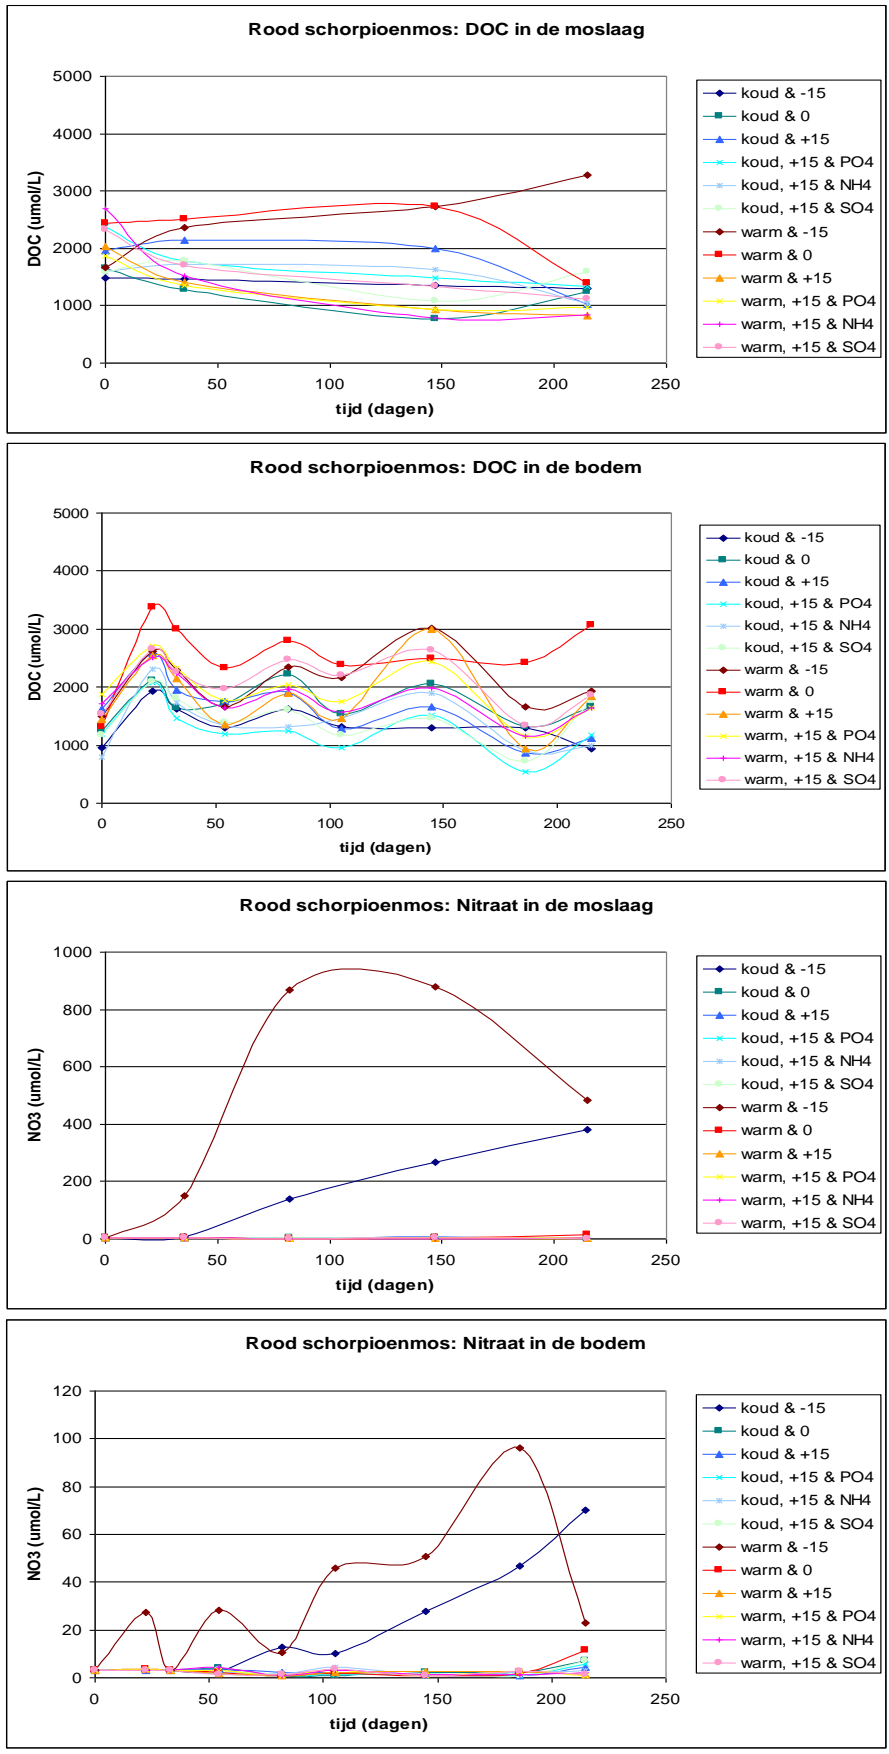 Rood schorpioenmos: DOC in de moslaag
5000
4000
3000
2000
1000
0
DOC (umol/L)
0 50 100 150 200 250
tijd (dagen)
koud & -15
koud & 0
koud & +15
koud, +15 & PO4
koud, +15 & NH4
koud, +15 & SO4
warm & -15
warm & 0
warm & +15
warm, +15 & PO4
warm, +15 & NH4
warm, +15 & SO4
Rood schorpioenmos: DOC in de bodem
5000
4000
3000
2000
1000
0
DOC (umol/L)
0 50 100 150 200 250
tijd (dagen)
koud & -15
koud & 0
koud & +15
koud, +15 & PO4
koud, +15 & NH4
koud, +15 & SO4
warm & -15
warm & 0
warm & +15
warm, +15 & PO4
warm, +15 & NH4
warm, +15 & SO4
Rood schorpioenmos: Nitraat in de moslaag
1000
800
600
400
200
0
NO3 (umol/L)
0 50 100 150 200 250
tijd (dagen)
koud & -15
koud & 0
koud & +15
koud, +15 & PO4
koud, +15 & NH4
koud, +15 & SO4
warm & -15
warm & 0
warm & +15
warm, +15 & PO4
warm, +15 & NH4
warm, +15 & SO4
Rood schorpioenmos: Nitraat in de bodem
120
100
80
60
40
20
0
NO3 (umol/L)
0 50 100 150 200 250
tijd (dagen)
koud & -15
koud & 0
koud & +15
koud, +15 & PO4
koud, +15 & NH4
koud, +15 & SO4
warm & -15
warm & 0
warm & +15
warm, +15 & PO4
warm, +15 & NH4
warm, +15 & SO4